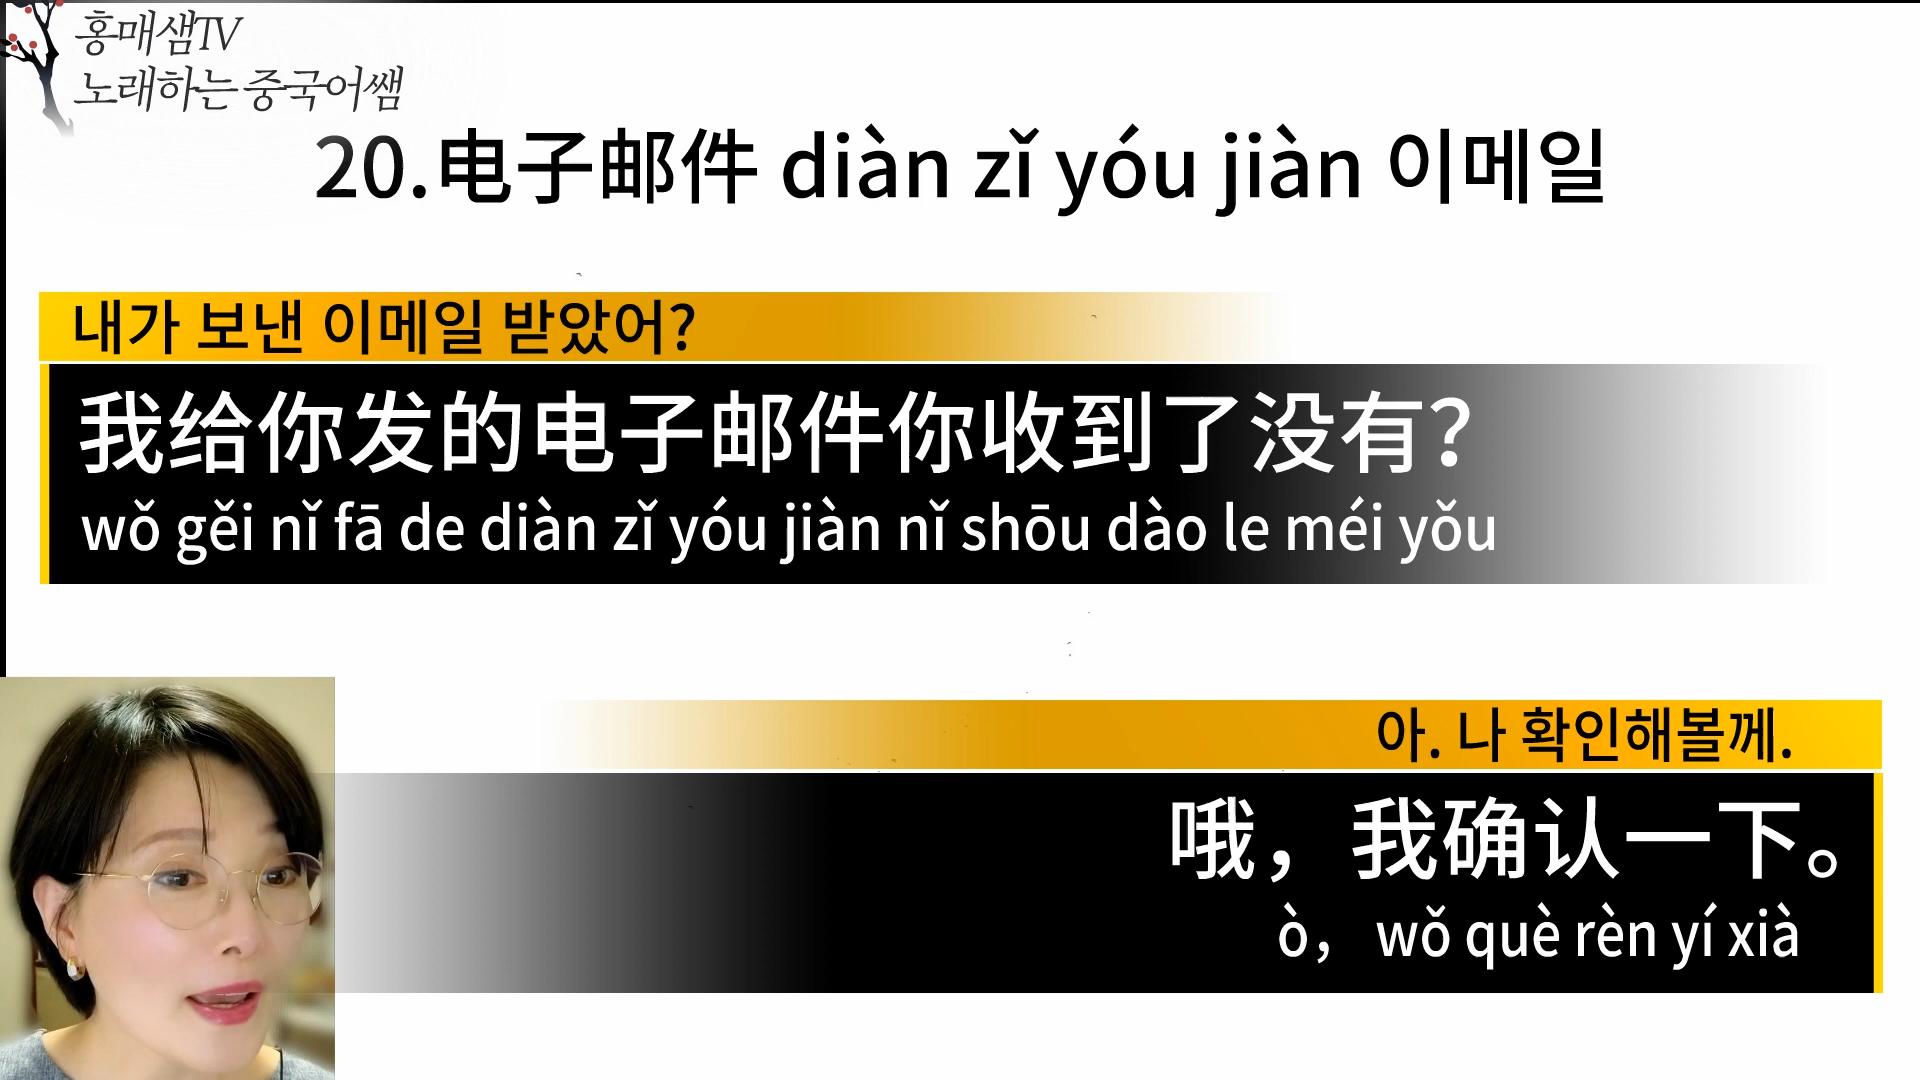 홍매샘TV
노래하는 중국어쌤
20.电子邮件 diàn zǐ yóu jiàn 이메일
내가 보낸 이메일 받았어?
我给你发的电子邮件你收到了没有？
wǒ gěi nǐ fā de diàn zǐ yóu jiàn nǐ shōu dào le méi yǒu
아. 나 확인해볼께.
哦，我确认一下。
ò， wǒ què rèn yí xià